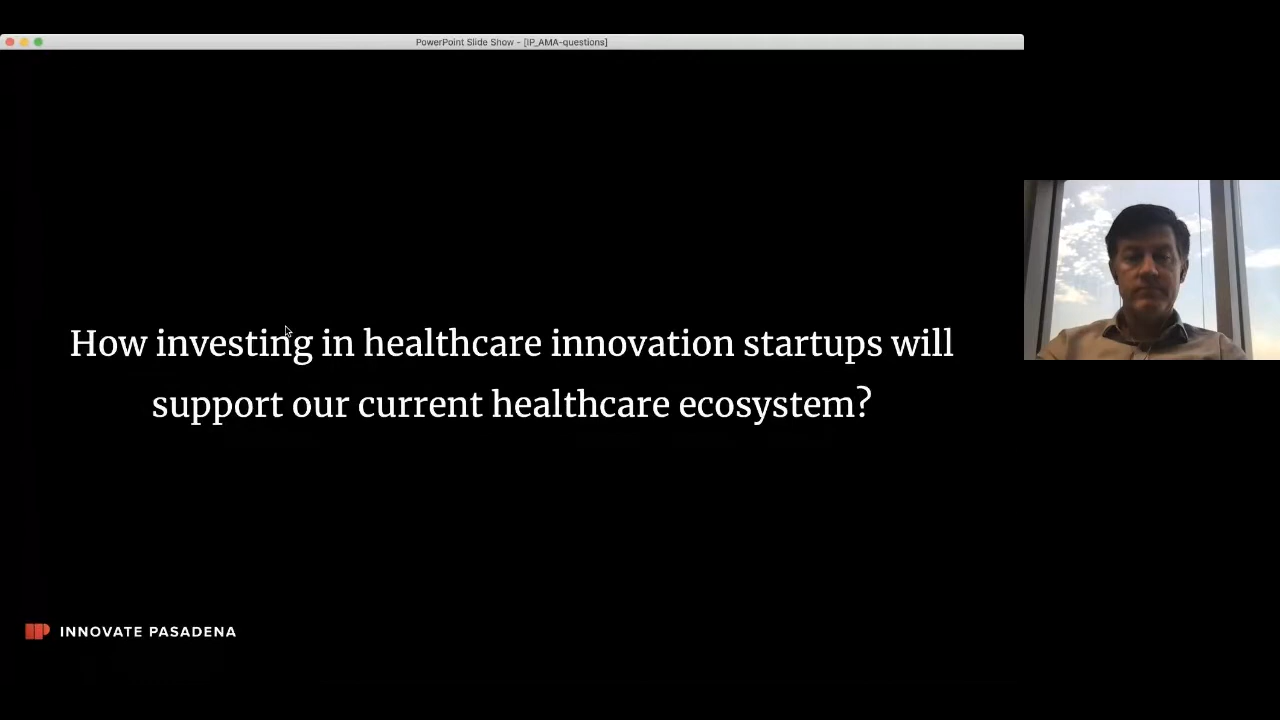 PowerPoint Slide Show - [IP_AMA-questions]
How investing in healthcare innovation startups will
support our current healthcare ecosystem?
IP INNOVATE PASADENA